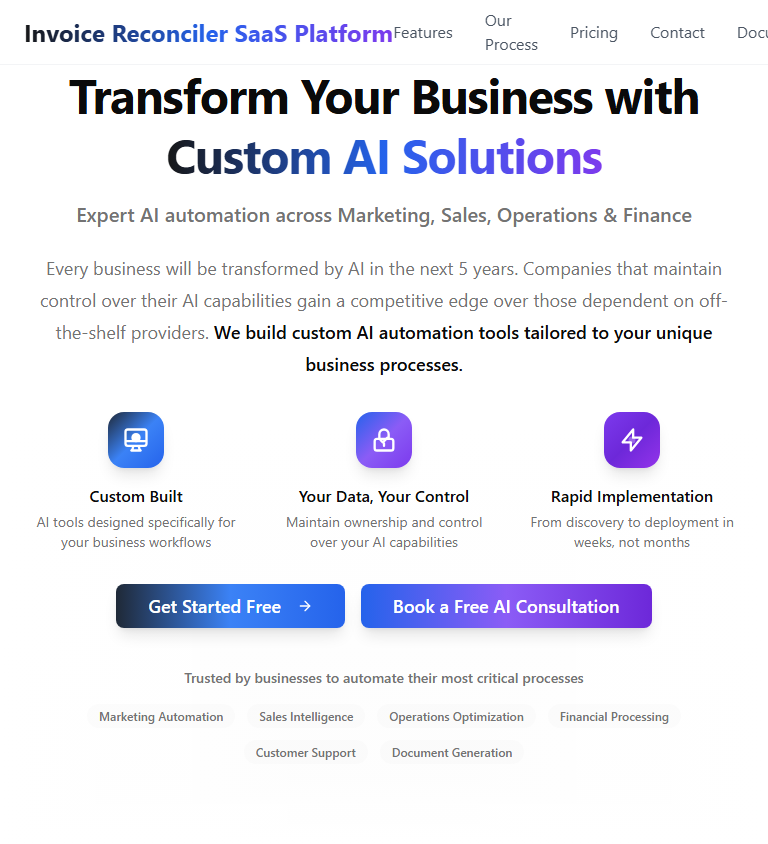 Invoice Reconciler SaaS Platform
Features
Our
Process
Pricing
Contact
Docu
Transform Your Business with
Custom AI Solutions
Expert AI automation across Marketing, Sales, Operations & Finance
Every business will be transformed by AI in the next 5 years. Companies that maintain
control over their AI capabilities gain a competitive edge over those dependent on off-
the-shelf providers. We build custom AI automation tools tailored to your unique
business processes.
Custom Built
AI tools designed specifically for
your business workflows
Your Data, Your Control
Maintain ownership and control
over your AI capabilities
Rapid Implementation
From discovery to deployment in
weeks, not months
Get Started Free →
Book a Free AI Consultation
Trusted by businesses to automate their most critical processes
Marketing Automation
Sales Intelligence
Operations Optimization
Financial Processing
Customer Support
Document Generation